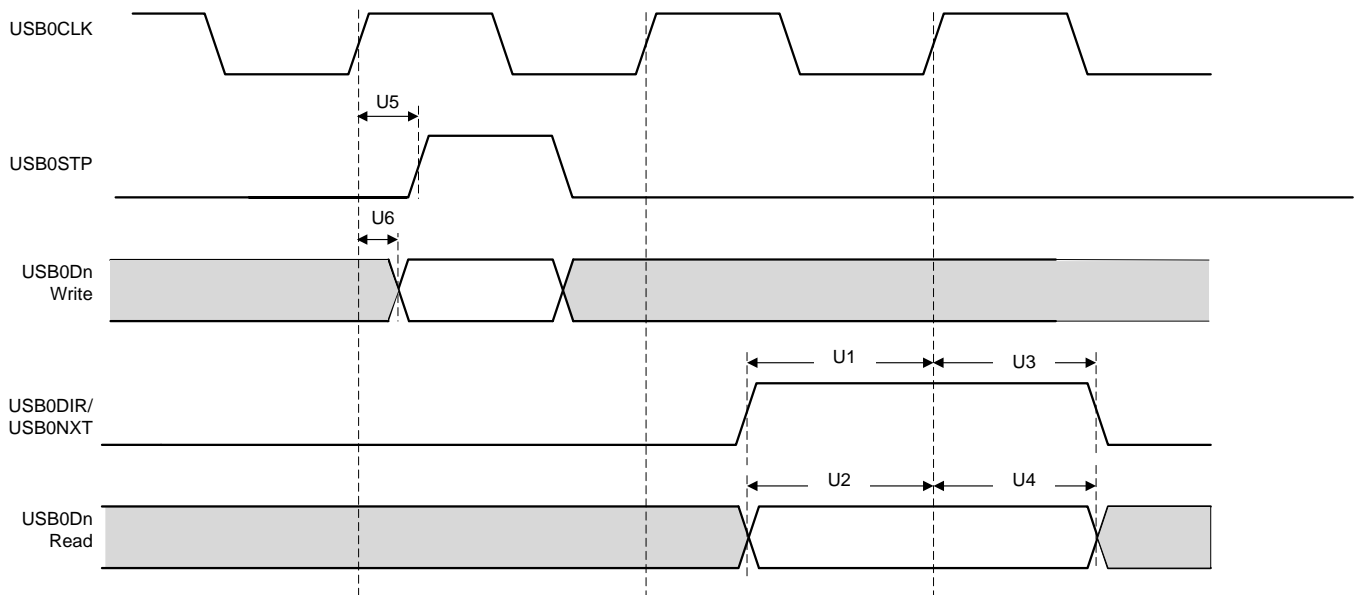 USB0CLK
U5
USB0STP
U6
USB0Dn
Write
U1
U3
USB0DIR/
USB0NXT
U2
U4
USB0Dn
Read